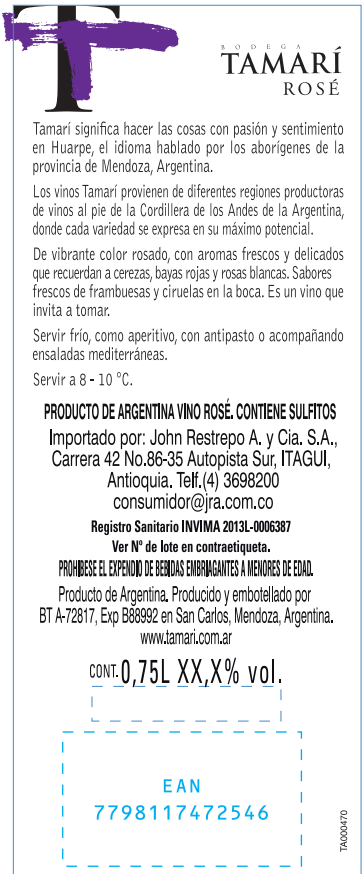 T
BODEGA
TAMARÍ
ROSÉ
Tamarí significa hacer las cosas con pasión y sentimiento
en Huarpe, el idioma hablado por los aborígenes de la
provincia de Mendoza, Argentina.
Los vinos Tamarí provienen de diferentes regiones productoras
de vinos al pie de la Cordillera de los Andes de la Argentina,
donde cada variedad se expresa en su máximo potencial.
De vibrante color rosado, con aromas frescos y delicados
que recuerdan a cerezas, bayas rojas y rosas blancas. Sabores
frescos de frambuesas y ciruelas en la boca. Es un vino que
invita a tomar.
Servir frío, como aperitivo, con antipasto o acompañando
ensaladas mediterráneas.
Servir a 8 - 10 °C.
PRODUCTO DE ARGENTINA VINO ROSÉ. CONTIENE SULFITOS
Importado por: John Restrepo A. y Cia. S.A.,
Carrera 42 No.86-35 Autopista Sur, ITAGUI,
Antioquia. Telf.(4) 3698200
consumidor@jra.com.co
Registro Sanitario INVIMA 2013L-0006387
Ver Nº de lote en contraetiqueta.
PROHIBESE EL EXPENDIO DE BEBIDAS EMBRIAGANTES A MENORES DE EDAD.
Producto de Argentina. Producido y embotellado por
BT A-72817, Exp B88992 en San Carlos, Mendoza, Argentina.
www.tamari.com.ar
CONT.0,75L XX,X% vol.
EAN
7798117472546
TA000470